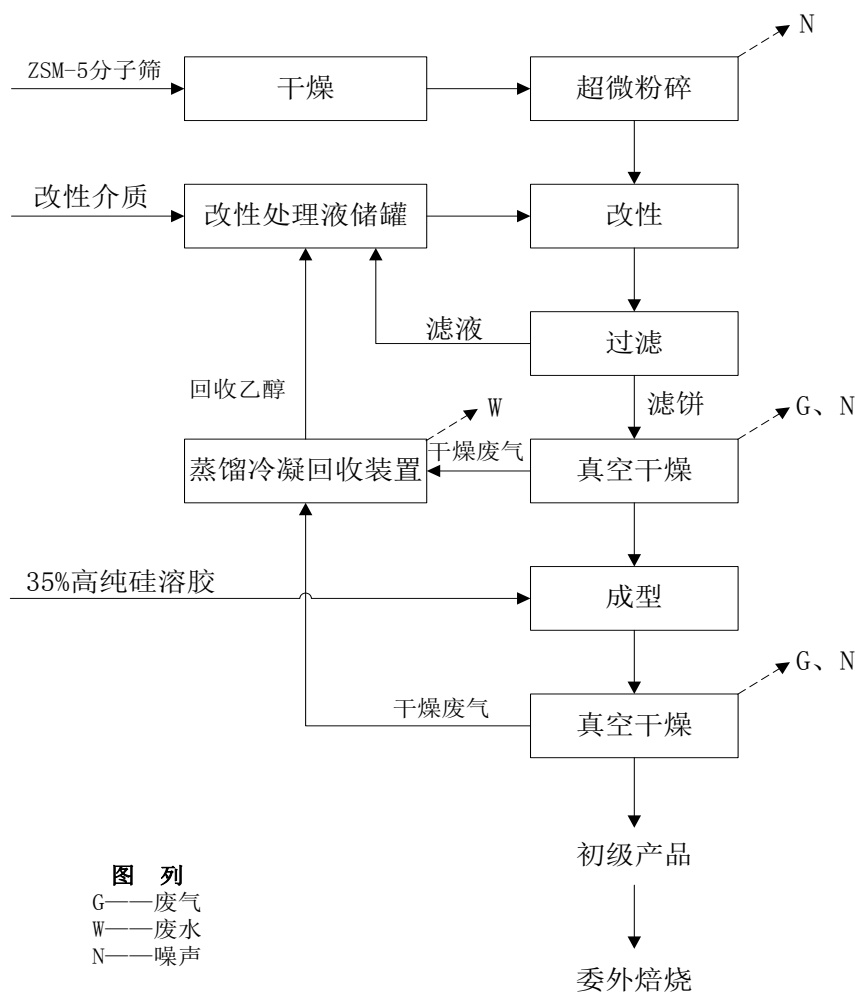 N
ZSM-5分子筛
干燥
超微粉碎
改性介质
改性处理液储罐
改性
滤液
过滤
回收乙醇
滤饼
W
G、N
蒸馏冷凝回收装置
干燥废气
真空干燥
35%高纯硅溶胶
成型
G、N
干燥废气
真空干燥
初级产品
图 列
G——废气
W——废水
N——噪声
委外焙烧